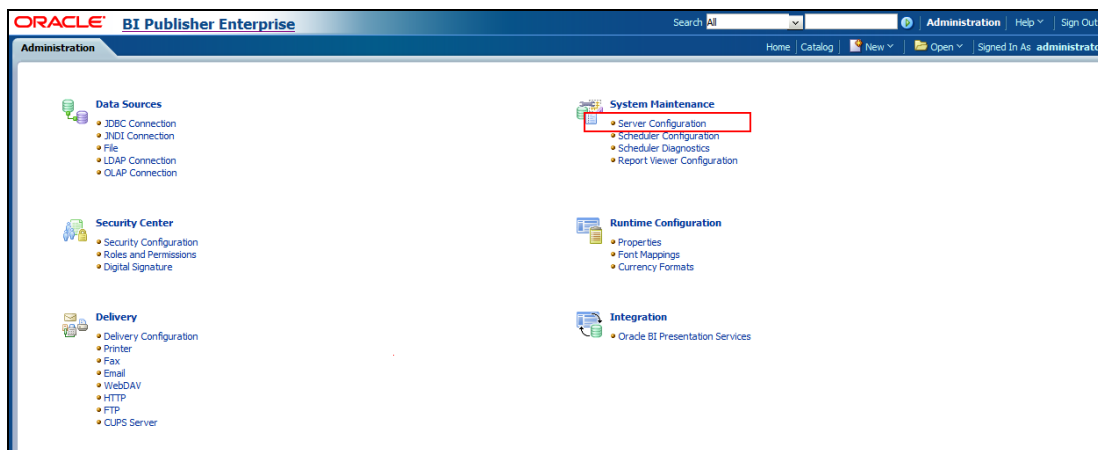 ORACLE BI Publisher Enterprise
Search All Administration Help Sign Out
Administration
Home Catalog New Open Signed In As administrato
Data Sources
JDBC Connection
JNDI Connection
File
LDAP Connection
OLAP Connection
System Maintenance
Server Configuration
Scheduler Configuration
Scheduler Diagnostics
Report Viewer Configuration
Security Center
Security Configuration
Roles and Permissions
Digital Signature
Runtime Configuration
Properties
Font Mappings
Currency Formats
Delivery
Delivery Configuration
Printer
Fax
Email
WebDAV
HTTP
FTP
CUPS Server
Integration
Oracle BI Presentation Services